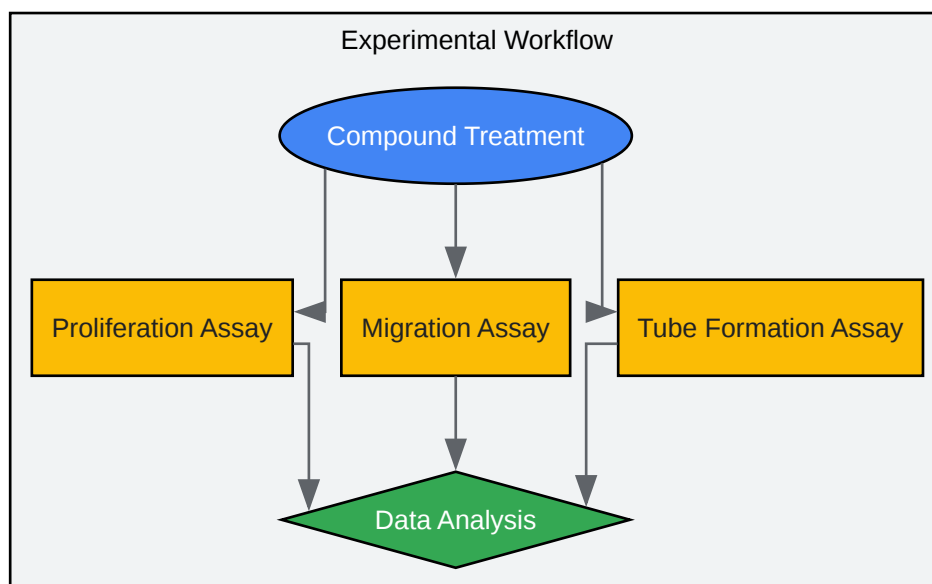 Experimental Workflow
Compound Treatment
Proliferation Assay
Migration Assay
Tube Formation Assay
Data Analysis